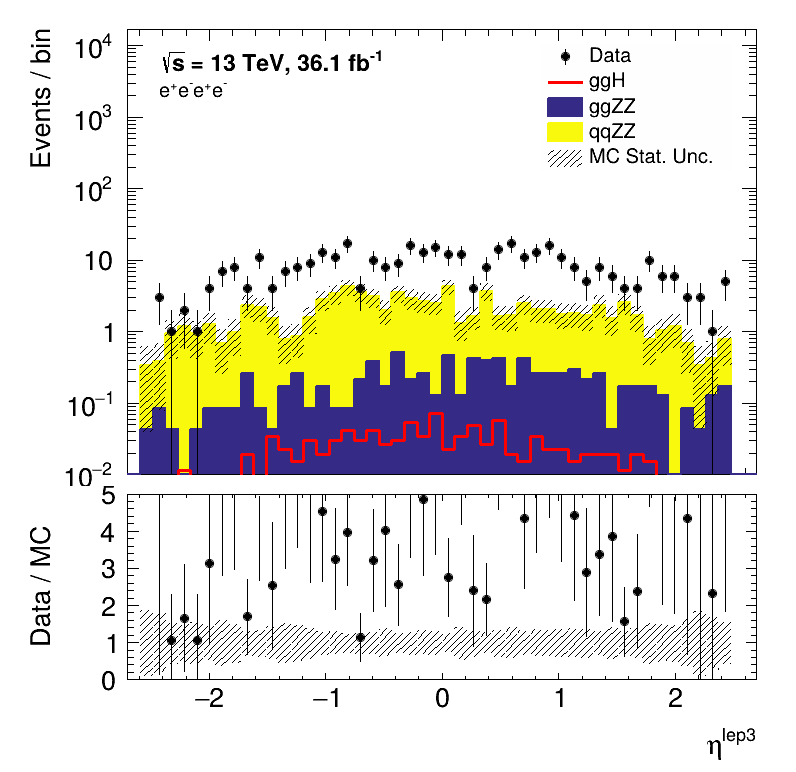 Events / bin
10⁴
10³
10²
10
1
10⁻¹
10⁻²
√s = 13 TeV, 36.1 fb⁻¹
e⁺e⁻e⁺e⁻
Data
ggH
ggZZ
qqZZ
MC Stat. Unc.
Data / MC
5
4
3
2
1
0
−2 −1 0 1 2
η^lep3